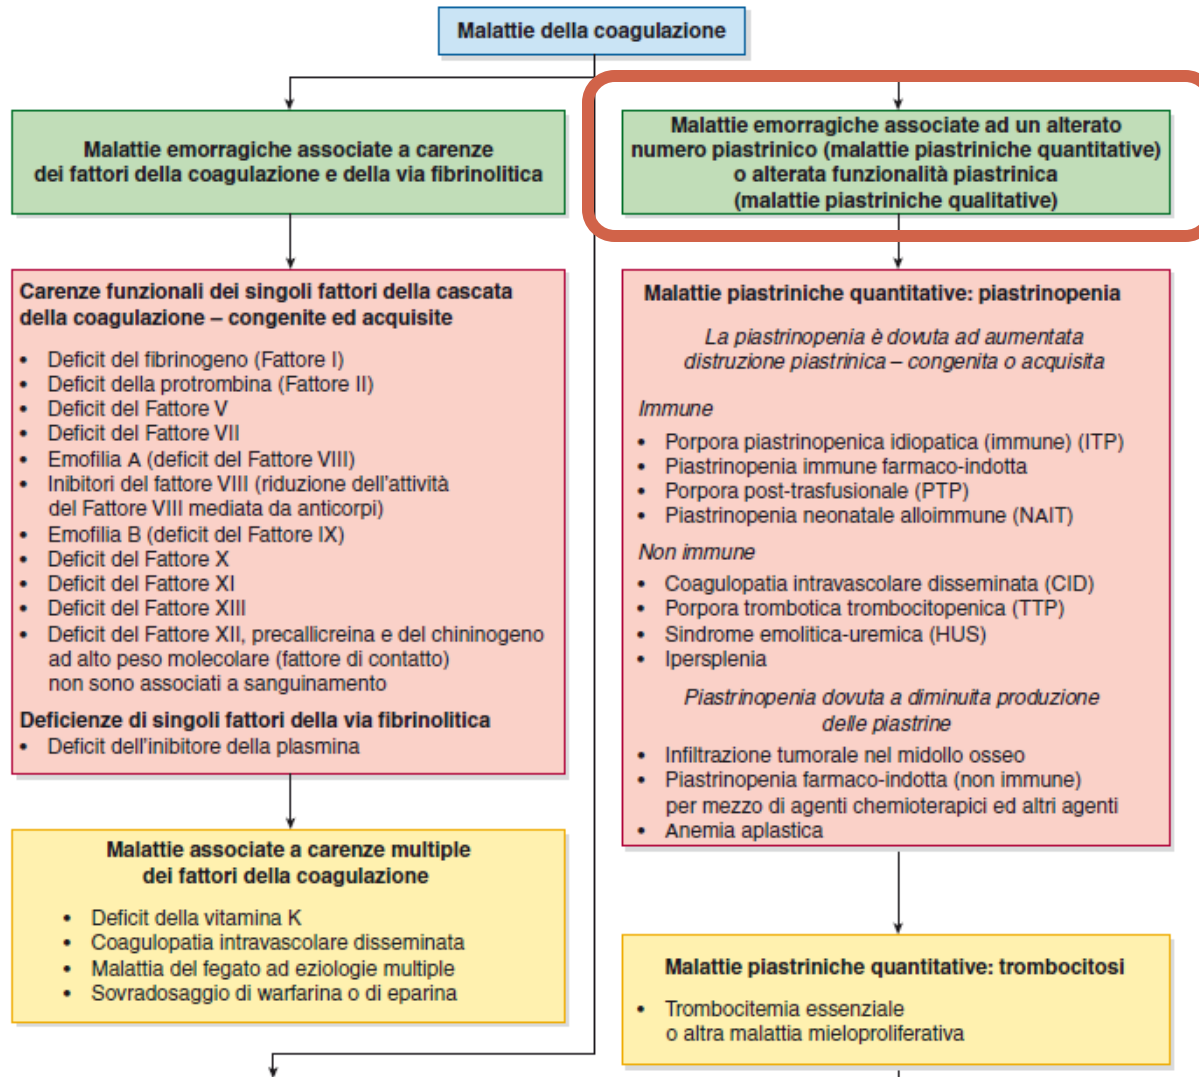 Malattie della coagulazione
Malattie emorragiche associate a carenze
dei fattori della coagulazione e della via fibrinolitica
Carenze funzionali dei singoli fattori della cascata
della coagulazione – congenite ed acquisite
• Deficit del fibrinogeno (Fattore I)
• Deficit della protrombina (Fattore II)
• Deficit del Fattore V
• Deficit del Fattore VII
• Emofilia A (deficit del Fattore VIII)
• Inibitori del fattore VIII (riduzione dell'attività
del Fattore VIII mediata da anticorpi)
• Emofilia B (deficit del Fattore IX)
• Deficit del Fattore X
• Deficit del Fattore XI
• Deficit del Fattore XIII
• Deficit del Fattore XII, precallicreina e del chininogeno
ad alto peso molecolare (fattore di contatto)
non sono associati a sanguinamento
Deficienze di singoli fattori della via fibrinolitica
• Deficit dell'inibitore della plasmina
Malattie associate a carenze multiple
dei fattori della coagulazione
• Deficit della vitamina K
• Coagulopatia intravascolare disseminata
• Malattia del fegato ad eziologie multiple
• Sovradosaggio di warfarina o di eparina
Malattie emorragiche associate ad un alterato
numero piastrinico (malattie piastriniche quantitative)
o alterata funzionalità piastrinica
(malattie piastriniche qualitative)
Malattie piastriniche quantitative: piastrinopenia
La piastrinopenia è dovuta ad aumentata
distruzione piastrinica – congenita o acquisita
Immune
• Porpora piastrinopenica idiopatica (immune) (ITP)
• Piastrinopenia immune farmaco-indotta
• Porpora post-trasfusionale (PTP)
• Piastrinopenia neonatale alloimmune (NAIT)
Non immune
• Coagulopatia intravascolare disseminata (CID)
• Porpora trombotica trombocitopenica (TTP)
• Sindrome emolitica-uremica (HUS)
• Ipersplenia
Piastrinopenia dovuta a diminuita produzione
delle piastrine
• Infiltrazione tumorale nel midollo osseo
• Piastrinopenia farmaco-indotta (non immune)
per mezzo di agenti chemioterapici ed altri agenti
• Anemia aplastica
Malattie piastriniche quantitative: trombocitosi
• Trombocitemia essenziale
o altra malattia mieloproliferativa